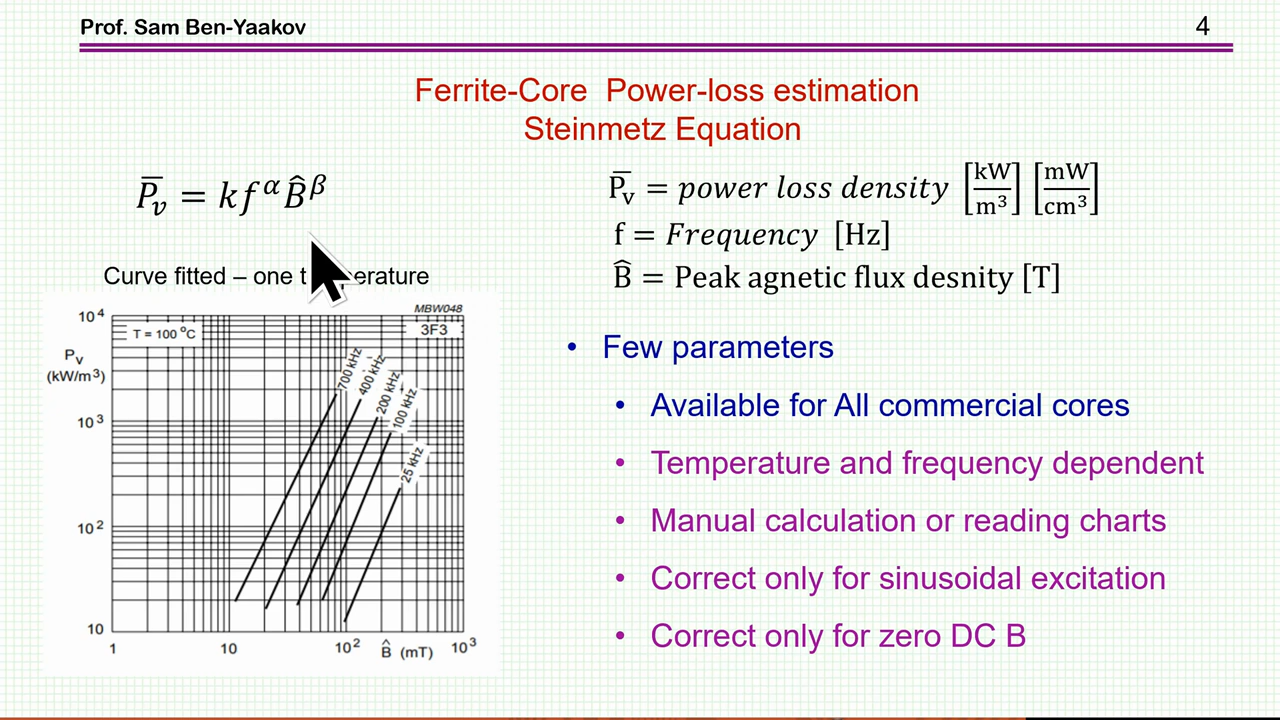 Prof. Sam Ben-Yaakov
4
Ferrite-Core Power-loss estimation
Steinmetz Equation
P̅ᵥ = kf^α B̂^β
P̅ᵥ = power loss density [kW/m³] [mW/cm³]
f = Frequency [Hz]
B̂ = Peak agnetic flux desnity [T]
Curve fitted – one t
MBW048
T = 100 °C
3F3
Pᵥ
(kW/m³)
10⁴
10³
10²
10
700 kHz
400 kHz
200 kHz
100 kHz
25 kHz
1
10
10²
B̂ (mT)
10³
• Few parameters
• Available for All commercial cores
• Temperature and frequency dependent
• Manual calculation or reading charts
• Correct only for sinusoidal excitation
• Correct only for zero DC B